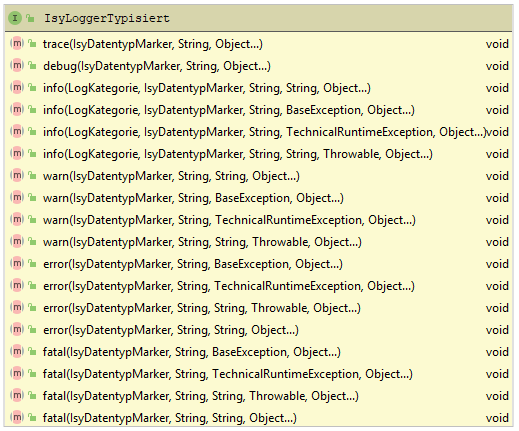 I IsyLoggerTypisiert
m trace(IsyDatentypMarker, String, Object...) void
m debug(IsyDatentypMarker, String, Object...) void
m info(LogKategorie, IsyDatentypMarker, String, String, Object...) void
m info(LogKategorie, IsyDatentypMarker, String, BaseException, Object...) void
m info(LogKategorie, IsyDatentypMarker, String, TechnicalRuntimeException, Object...) void
m info(LogKategorie, IsyDatentypMarker, String, String, Throwable, Object...) void
m warn(IsyDatentypMarker, String, String, Object...) void
m warn(IsyDatentypMarker, String, BaseException, Object...) void
m warn(IsyDatentypMarker, String, TechnicalRuntimeException, Object...) void
m warn(IsyDatentypMarker, String, String, Throwable, Object...) void
m error(IsyDatentypMarker, String, BaseException, Object...) void
m error(IsyDatentypMarker, String, TechnicalRuntimeException, Object...) void
m error(IsyDatentypMarker, String, String, Throwable, Object...) void
m error(IsyDatentypMarker, String, String, Object...) void
m fatal(IsyDatentypMarker, String, BaseException, Object...) void
m fatal(IsyDatentypMarker, String, TechnicalRuntimeException, Object...) void
m fatal(IsyDatentypMarker, String, String, Throwable, Object...) void
m fatal(IsyDatentypMarker, String, String, Object...) void